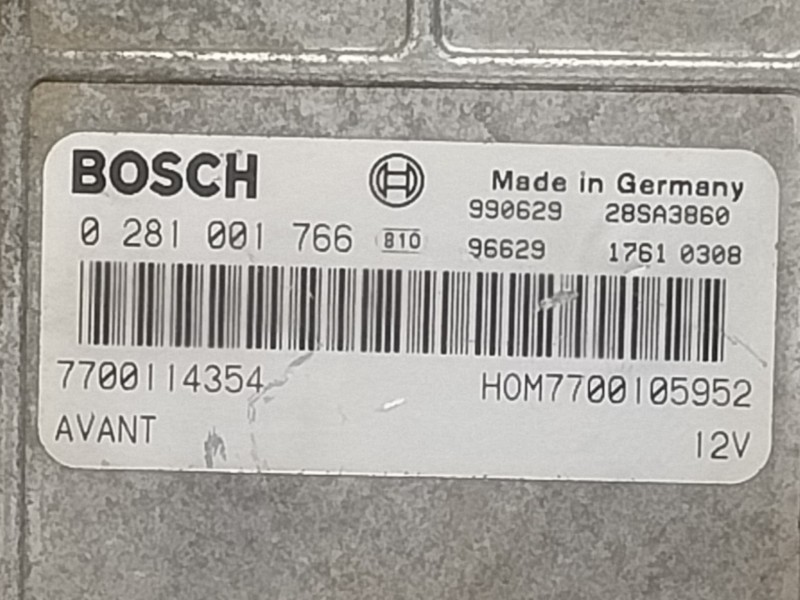 BOSCH Made in Germany
990629 28SA3860
0 281 001 766 810 96629 1761 0308
7700114354 HOM7700105952
AVANT 12V